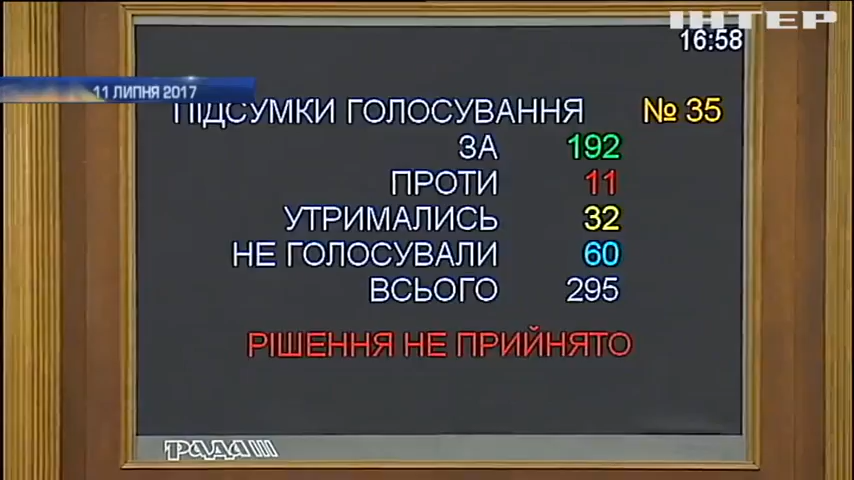 ІНТЕР
16:58
11 ЛИПНЯ 2017
ПІДСУМКИ ГОЛОСУВАННЯ № 35
ЗА 192
ПРОТИ 11
УТРИМАЛИСЬ 32
НЕ ГОЛОСУВАЛИ 60
ВСЬОГО 295
РІШЕННЯ НЕ ПРИЙНЯТО
РАДА